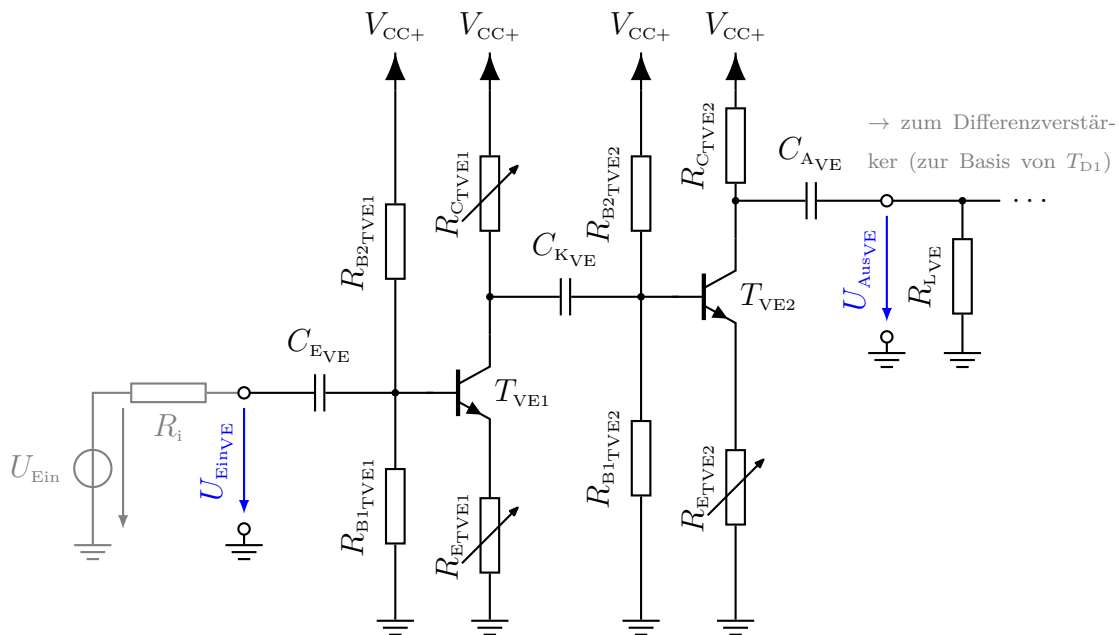 V_CC+ V_CC+ V_CC+ V_CC+
→ zum Differenzverstär-
ker (zur Basis von T_D1)
R_CTVE2
C_AVE
R_CTVE1
R_B2TVE2
R_B2TVE1
C_KVE
T_VE2
U_AusVE
R_LVE
...
C_EVE
T_VE1
R_i
U_Ein
U_EinVE
R_B1TVE1
R_ETVE1
R_B1TVE2
R_ETVE2